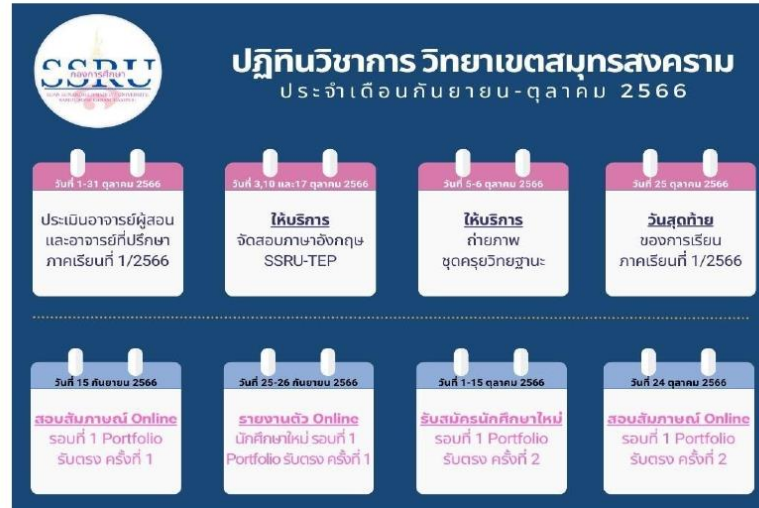 SSRU
กองการศึกษา
ปฏิทินวิชาการ วิทยาเขตสมุทรสงคราม
ประจำเดือนกันยายน-ตุลาคม 2566
วันที่ 1-31 ตุลาคม 2566
ประเมินอาจารย์ผู้สอน
และอาจารย์ที่ปรึกษา
ภาคเรียนที่ 1/2566
วันที่ 3,10 และ17 ตุลาคม 2566
ให้บริการ
จัดสอบภาษาอังกฤษ
SSRU-TEP
วันที่ 5-6 ตุลาคม 2566
ให้บริการ
ถ่ายภาพ
ชุดครุยวิทยฐานะ
วันที่ 25 ตุลาคม 2566
วันสุดท้าย
ของการเรียน
ภาคเรียนที่ 1/2566
วันที่ 15 กันยายน 2566
สอบสัมภาษณ์ Online
รอบที่ 1 Portfolio
รับตรง ครั้งที่ 1
วันที่ 25-26 กันยายน 2566
รายงานตัว Online
นักศึกษาใหม่ รอบที่ 1
Portfolio รับตรง ครั้งที่ 1
วันที่ 1-15 ตุลาคม 2566
รับสมัครนักศึกษาใหม่
รอบที่ 1 Portfolio
รับตรง ครั้งที่ 2
วันที่ 24 ตุลาคม 2566
สอบสัมภาษณ์ Online
รอบที่ 1 Portfolio
รับตรง ครั้งที่ 2